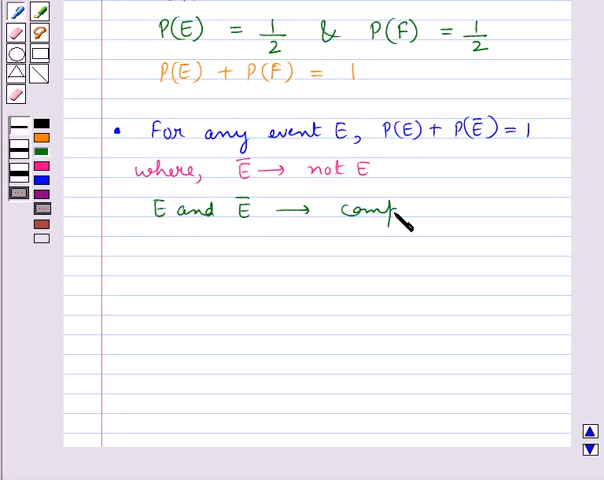 P(E) = 1/2 & P(F) = 1/2
P(E) + P(F) = 1
• For any event E, P(E) + P(E̅) = 1
where, E̅ → not E
E and E̅ → comp